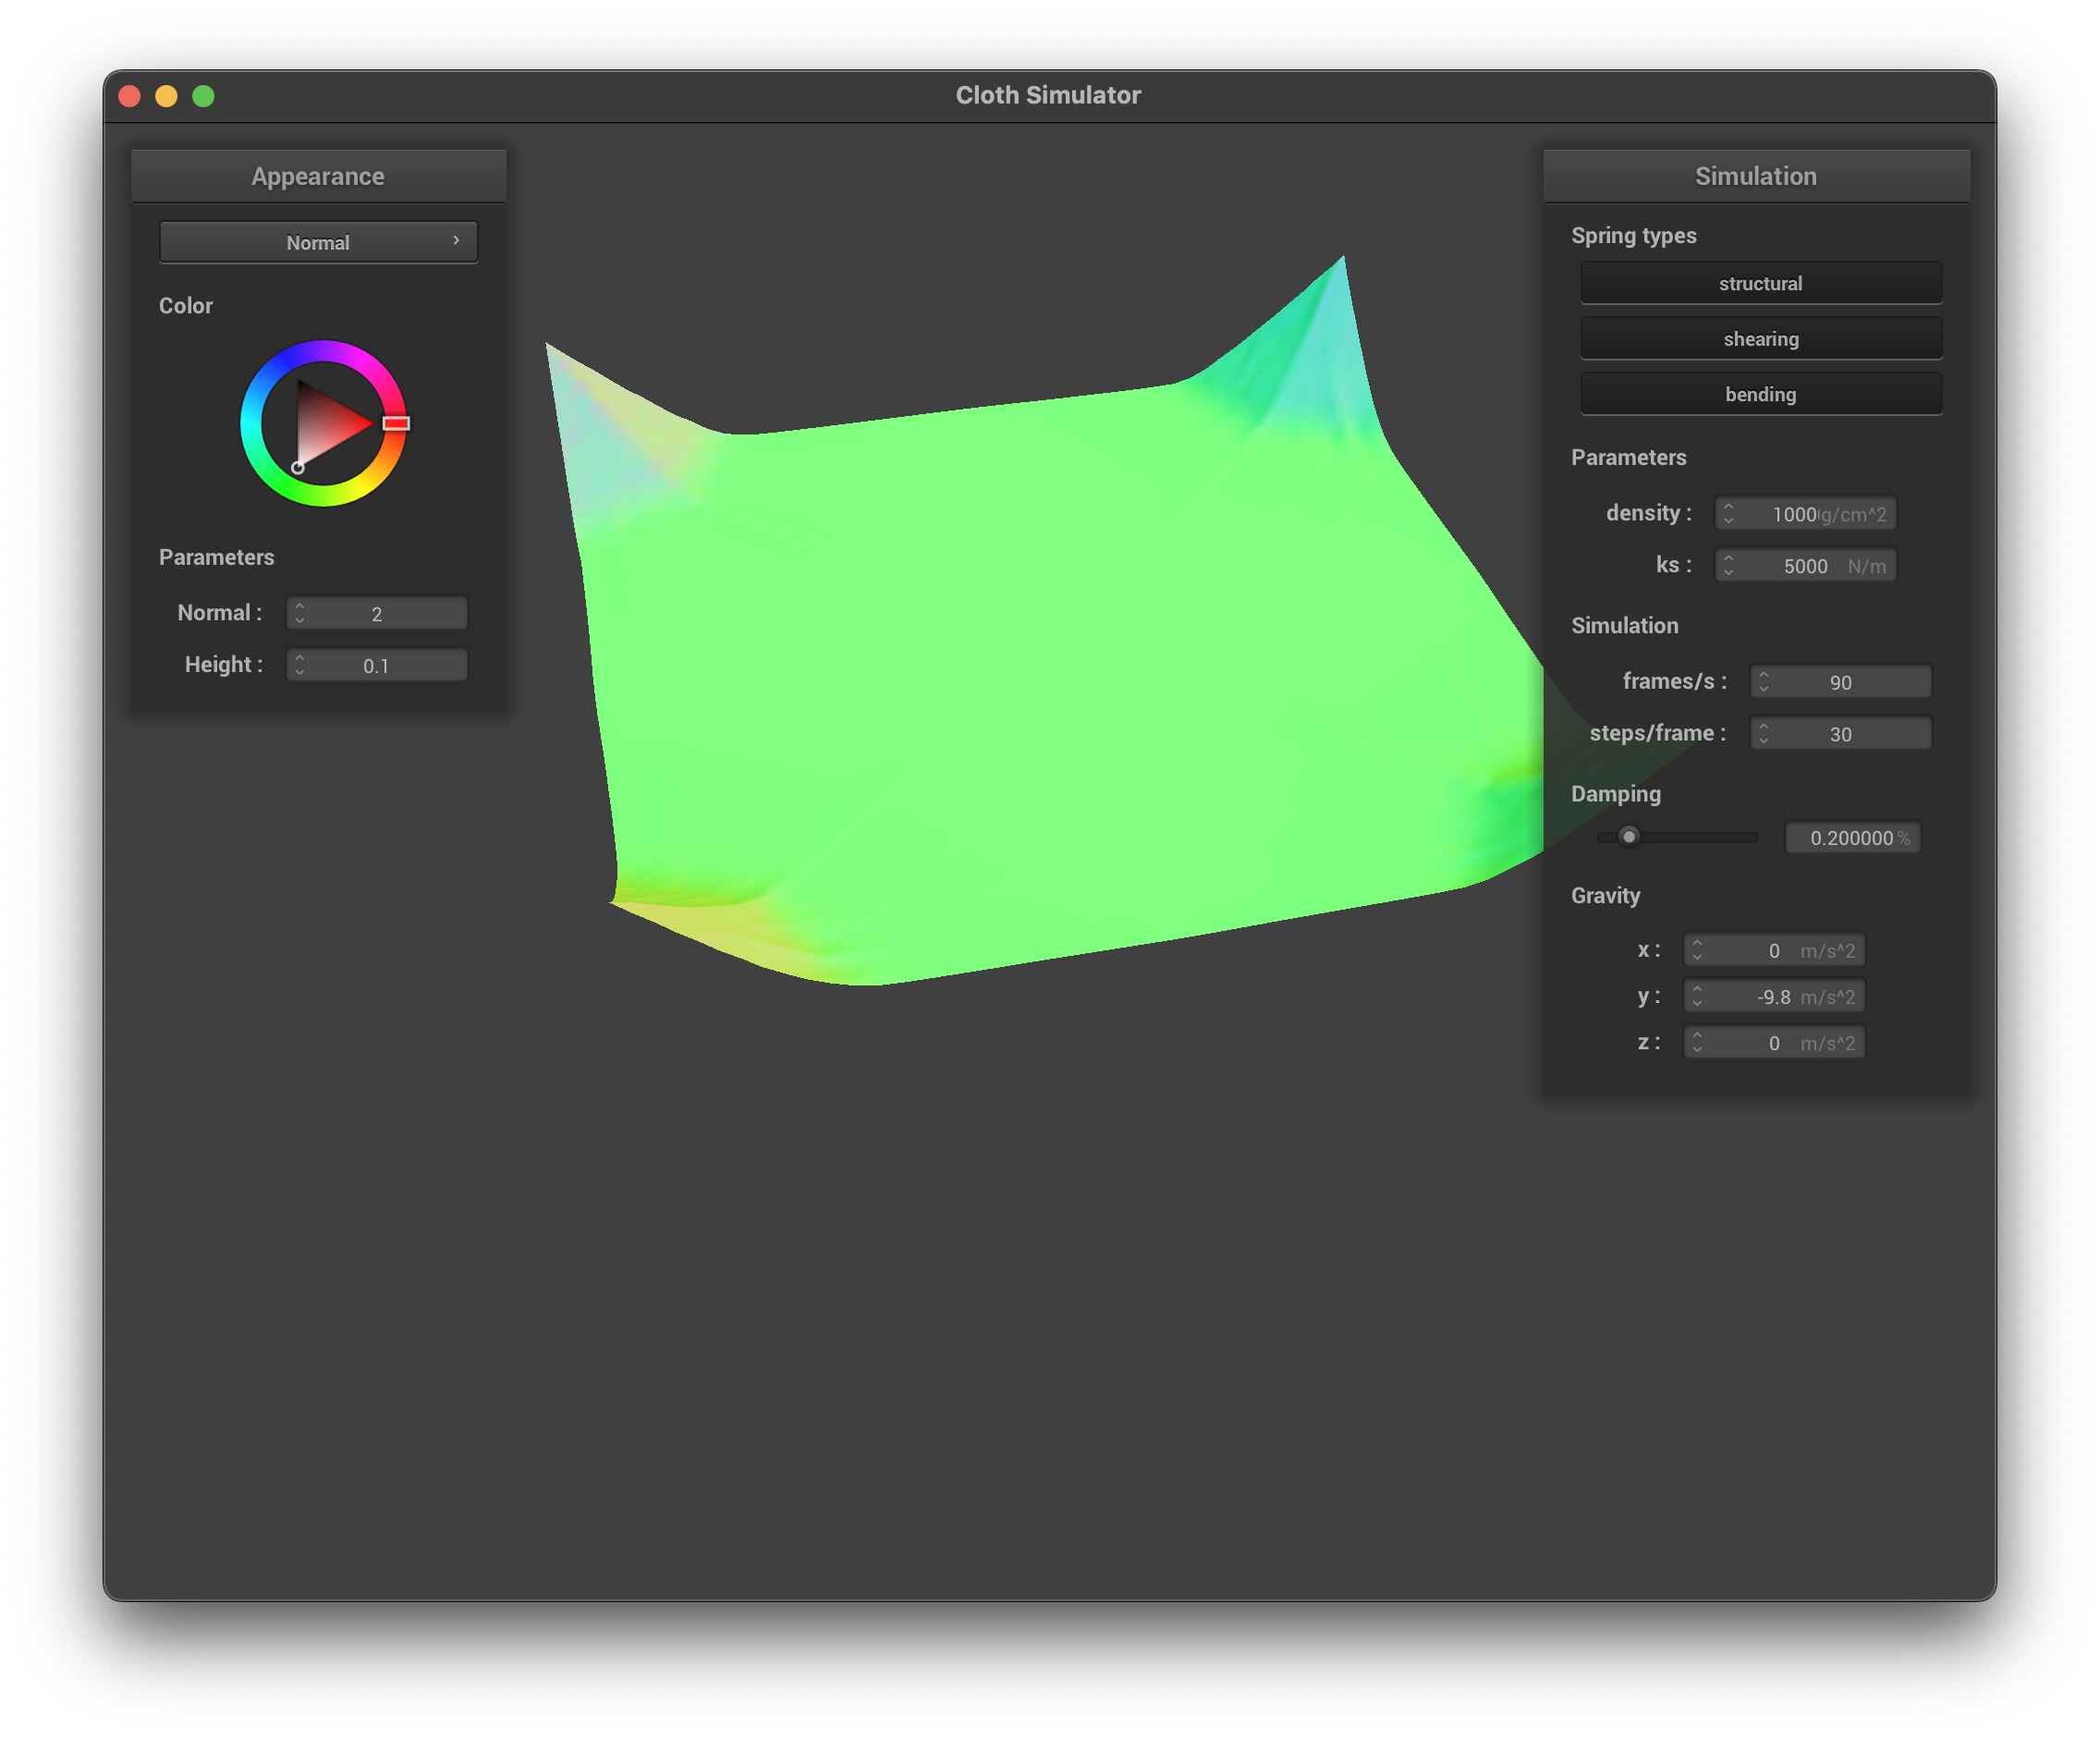 Cloth Simulator
Appearance
Normal
Color
Parameters
Normal : 2
Height : 0.1
Simulation
Spring types
structural
shearing
bending
Parameters
density : 1000 g/cm^2
ks : 5000 N/m
Simulation
frames/s : 90
steps/frame : 30
Damping
0.200000 %
Gravity
x : 0 m/s^2
y : -9.8 m/s^2
z : 0 m/s^2